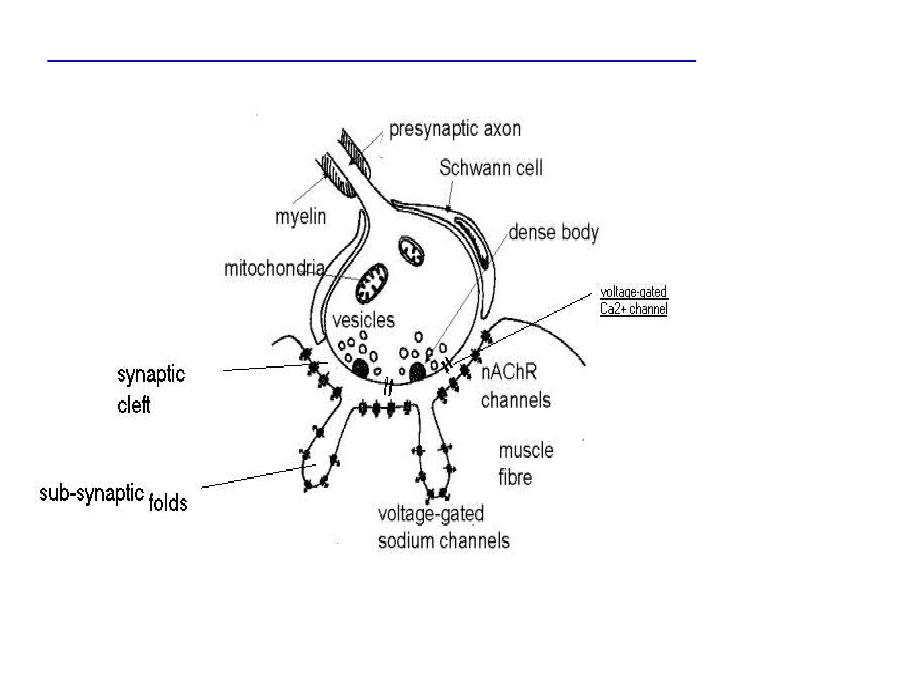 presynaptic axon
Schwann cell
myelin
dense body
mitochondria
voltage-gated
Ca2+ channel
vesicles
synaptic
cleft
nAChR
channels
muscle
fibre
sub-synaptic folds
voltage-gated
sodium channels